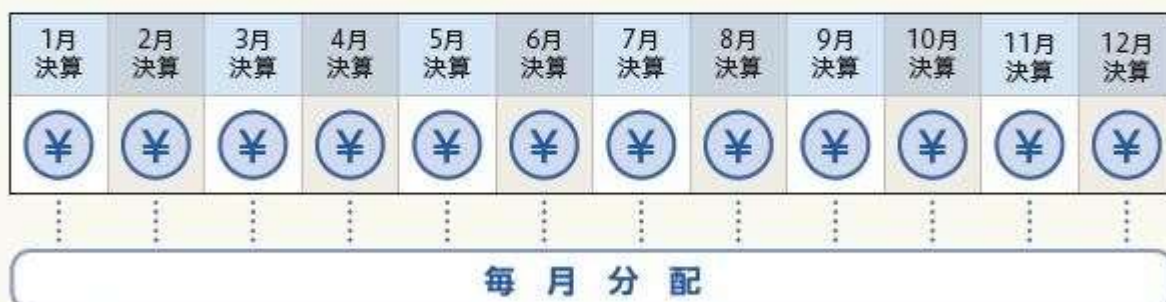 1月 2月 3月 4月 5月 6月 7月 8月 9月 10月 11月 12月
決算 決算 決算 決算 決算 決算 決算 決算 決算 決算 決算 決算
¥ ¥ ¥ ¥ ¥ ¥ ¥ ¥ ¥ ¥ ¥ ¥
毎月分配